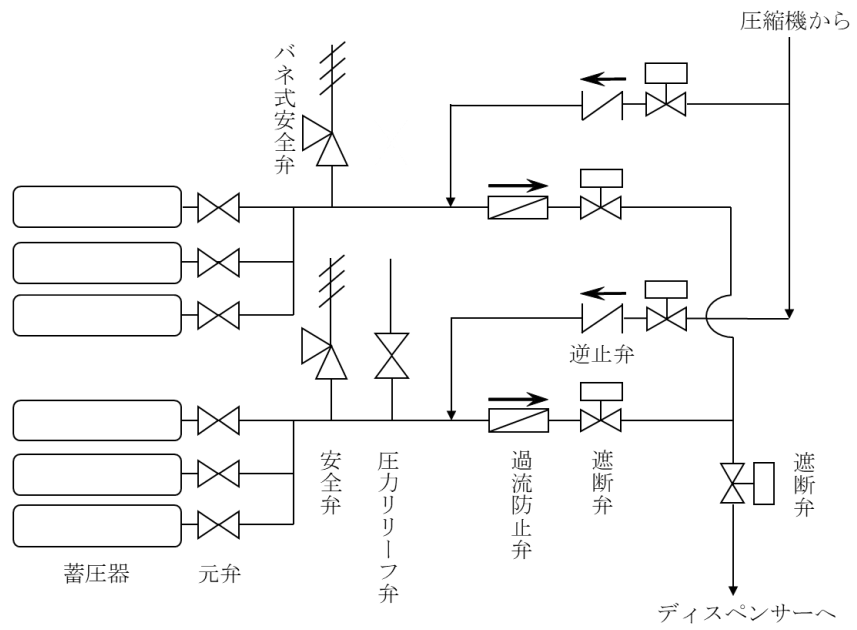 圧縮機から
バネ式安全弁
逆止弁
安全弁
圧力リリーフ弁
過流防止弁
遮断弁
遮断弁
蓄圧器
元弁
ディスペンサーへ